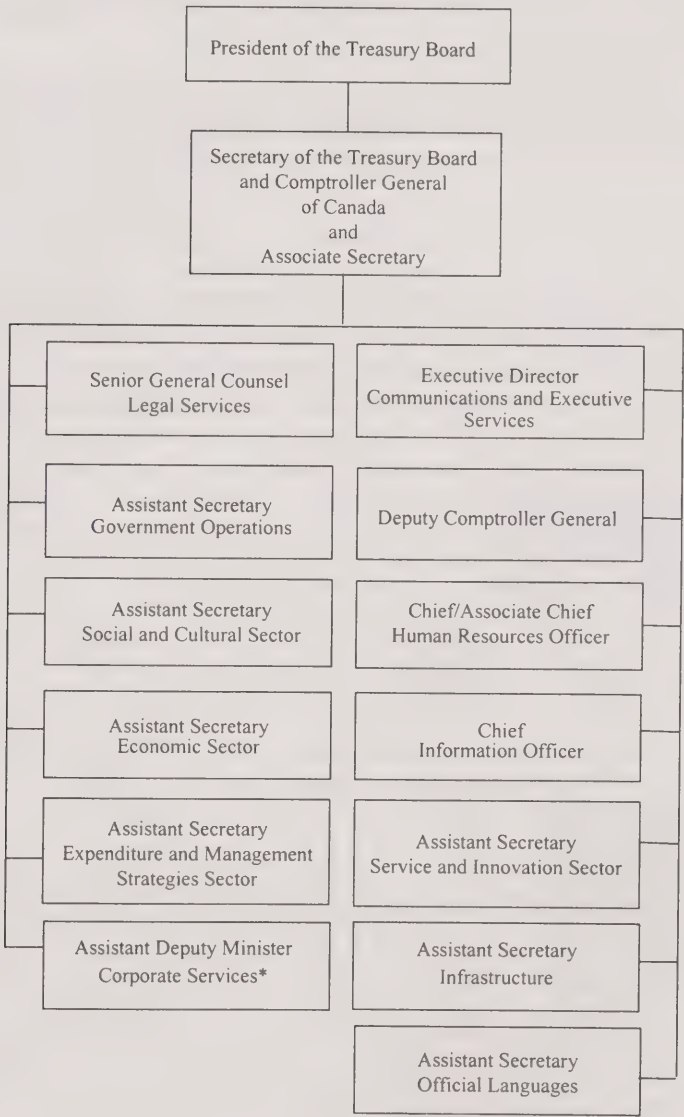 President of the Treasury Board
Secretary of the Treasury Board
and Comptroller General
of Canada
and
Associate Secretary
Senior General Counsel
Legal Services
Executive Director
Communications and Executive
Services
Assistant Secretary
Government Operations
Deputy Comptroller General
Assistant Secretary
Social and Cultural Sector
Chief/Associate Chief
Human Resources Officer
Assistant Secretary
Economic Sector
Chief
Information Officer
Assistant Secretary
Expenditure and Management
Strategies Sector
Assistant Secretary
Service and Innovation Sector
Assistant Deputy Minister
Corporate Services*
Assistant Secretary
Infrastructure
Assistant Secretary
Official Languages